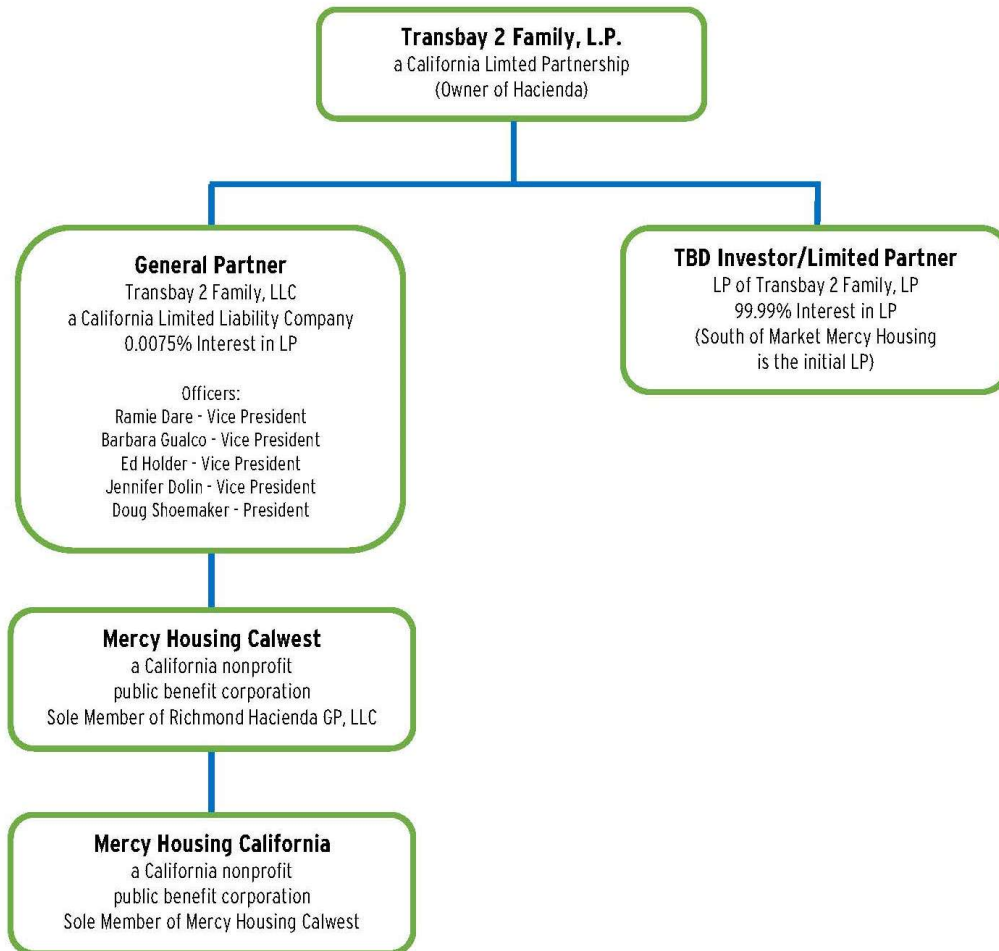 Transbay 2 Family, L.P.
a California Limted Partnership
(Owner of Hacienda)
General Partner
Transbay 2 Family, LLC
a California Limited Liability Company
0.0075% Interest in LP
Officers:
Ramie Dare - Vice President
Barbara Gualco - Vice President
Ed Holder - Vice President
Jennifer Dolin - Vice President
Doug Shoemaker - President
TBD Investor/Limited Partner
LP of Transbay 2 Family, LP
99.99% Interest in LP
(South of Market Mercy Housing
is the initial LP)
Mercy Housing Calwest
a California nonprofit
public benefit corporation
Sole Member of Richmond Hacienda GP, LLC
Mercy Housing California
a California nonprofit
public benefit corporation
Sole Member of Mercy Housing Calwest